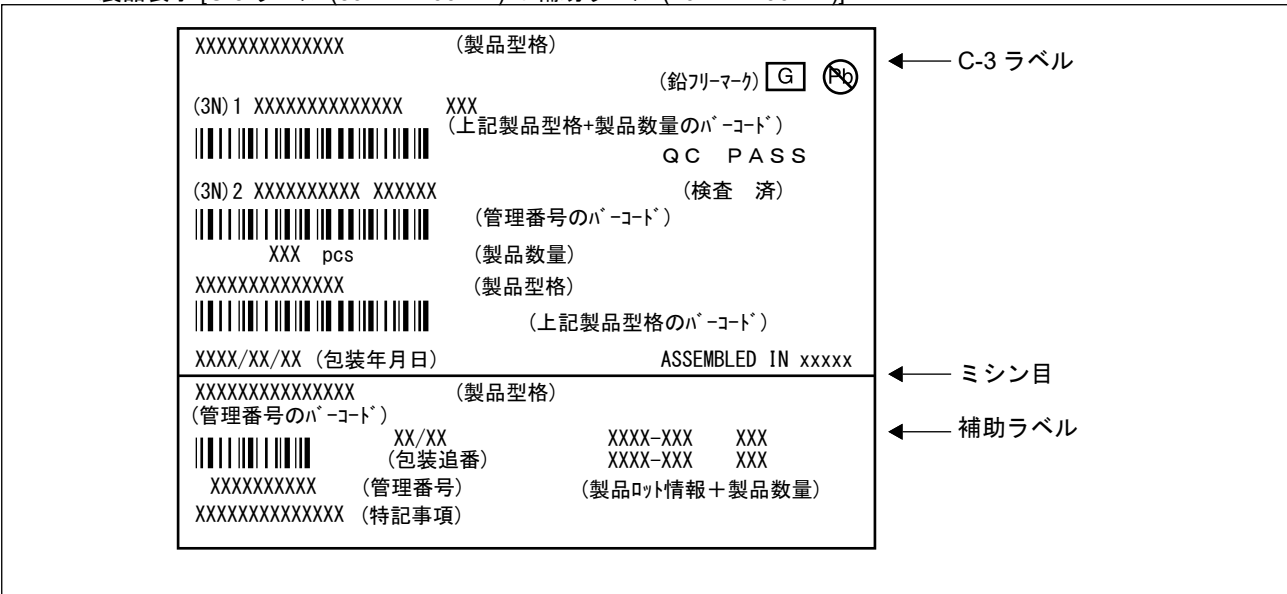 XXXXXXXXXXXXXX (製品型格)
C-3 ラベル
(鉛ﾌﾘｰﾏｰｸ) G Pb
(3N)1 XXXXXXXXXXXXXX XXX
(上記製品型格+製品数量のﾊﾞｰｺｰﾄﾞ)
QC PASS
(3N)2 XXXXXXXXXX XXXXXX (検査 済)
(管理番号のﾊﾞｰｺｰﾄﾞ)
XXX pcs (製品数量)
XXXXXXXXXXXXXX (製品型格)
(上記製品型格のﾊﾞｰｺｰﾄﾞ)
XXXX/XX/XX (包装年月日) ASSEMBLED IN xxxxx
ミシン目
XXXXXXXXXXXXXXX (製品型格)
(管理番号のﾊﾞｰｺｰﾄﾞ)
補助ラベル
XX/XX XXXX-XXX XXX
(包装追番) XXXX-XXX XXX
XXXXXXXXXX (管理番号) (製品ﾛｯﾄ情報＋製品数量)
XXXXXXXXXXXXXX (特記事項)